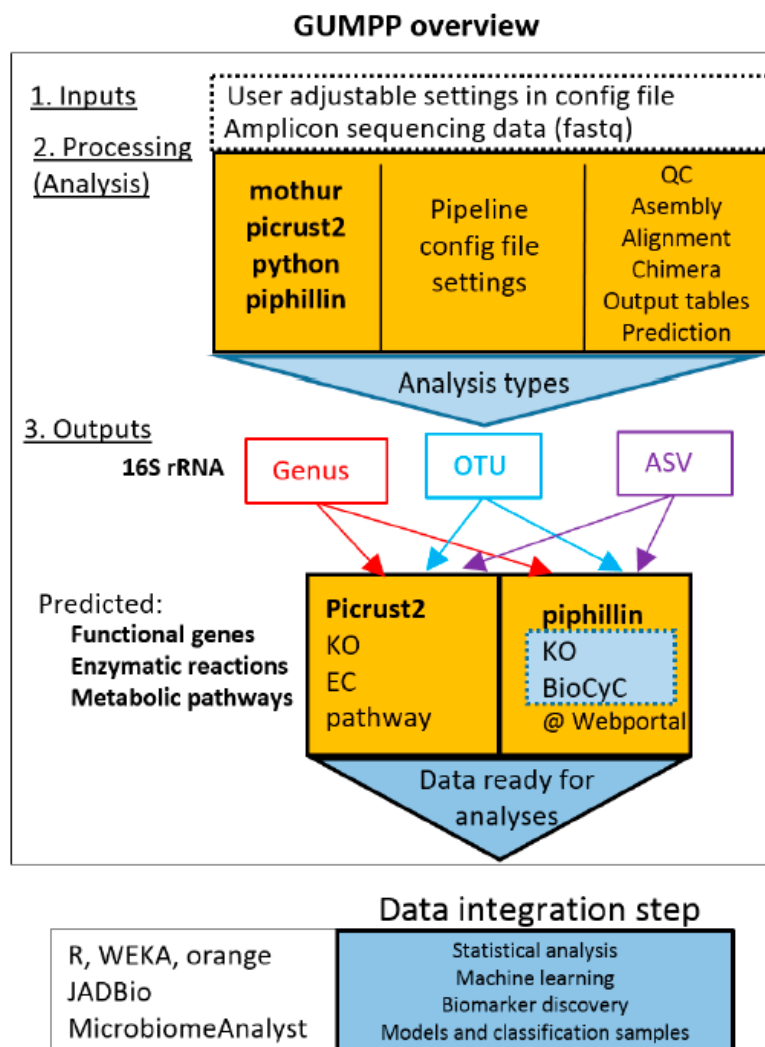 GUMPP overview
1. Inputs
User adjustable settings in config file
Amplicon sequencing data (fastq)
2. Processing
(Analysis)
mothur
picrust2
python
piphillin
Pipeline
config file
settings
QC
Asembly
Alignment
Chimera
Output tables
Prediction
Analysis types
3. Outputs
16S rRNA
Genus
OTU
ASV
Predicted:
Functional genes
Enzymatic reactions
Metabolic pathways
Picrust2
KO
EC
pathway
piphillin
KO
BioCyC
@ Webportal
Data ready for
analyses
Data integration step
R, WEKA, orange
JADBio
MicrobiomeAnalyst
Statistical analysis
Machine learning
Biomarker discovery
Models and classification samples